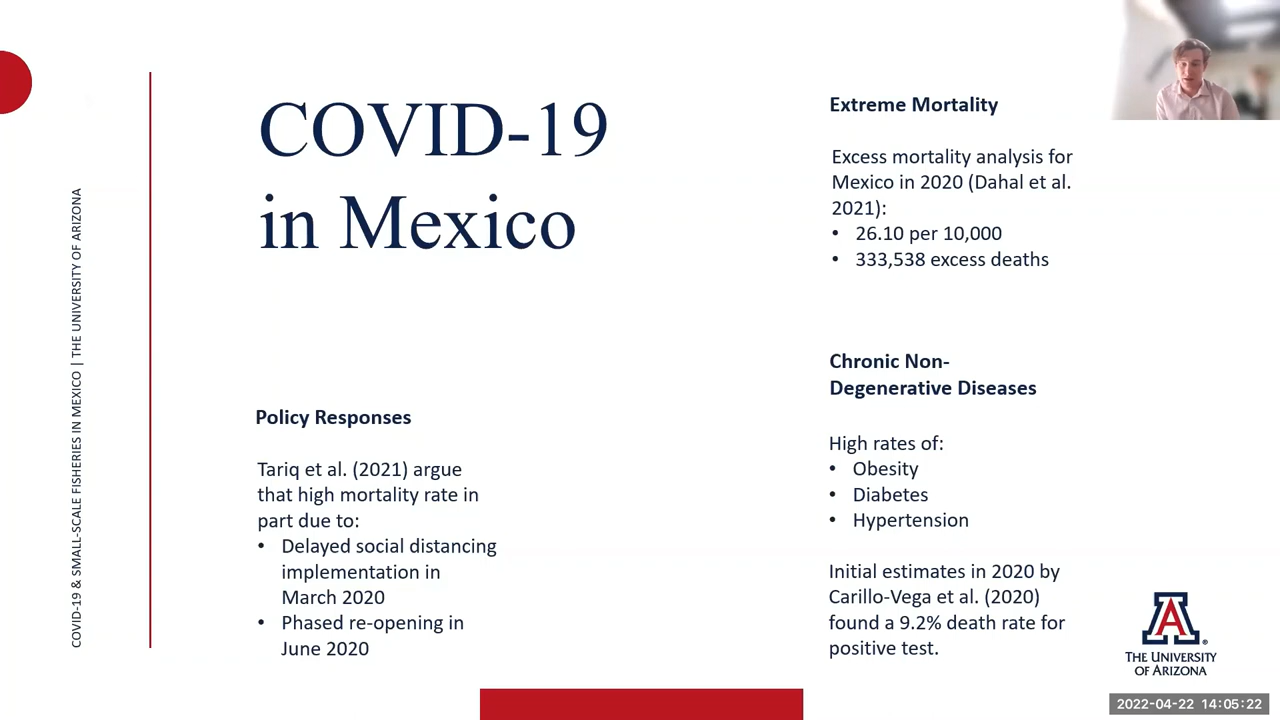 COVID-19
in Mexico
COVID-19 & SMALL-SCALE FISHERIES IN MEXICO | THE UNIVERSITY OF ARIZONA
Policy Responses
Tariq et al. (2021) argue
that high mortality rate in
part due to:
• Delayed social distancing
implementation in
March 2020
• Phased re-opening in
June 2020
Extreme Mortality
Excess mortality analysis for
Mexico in 2020 (Dahal et al.
2021):
• 26.10 per 10,000
• 333,538 excess deaths
Chronic Non-
Degenerative Diseases
High rates of:
• Obesity
• Diabetes
• Hypertension
Initial estimates in 2020 by
Carillo-Vega et al. (2020)
found a 9.2% death rate for
positive test.
A
THE UNIVERSITY
OF ARIZONA
2022-04-22 14:05:22